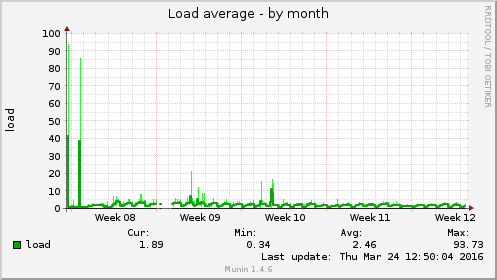 Load average - by month
RRDTOOL / TOBI OETIKER
load
100
90
80
70
60
50
40
30
20
10
0
Week 08 Week 09 Week 10 Week 11 Week 12
Cur: Min: Avg: Max:
load 1.89 0.34 2.46 93.73
Last update: Thu Mar 24 12:50:04 2016
Munin 1.4.6